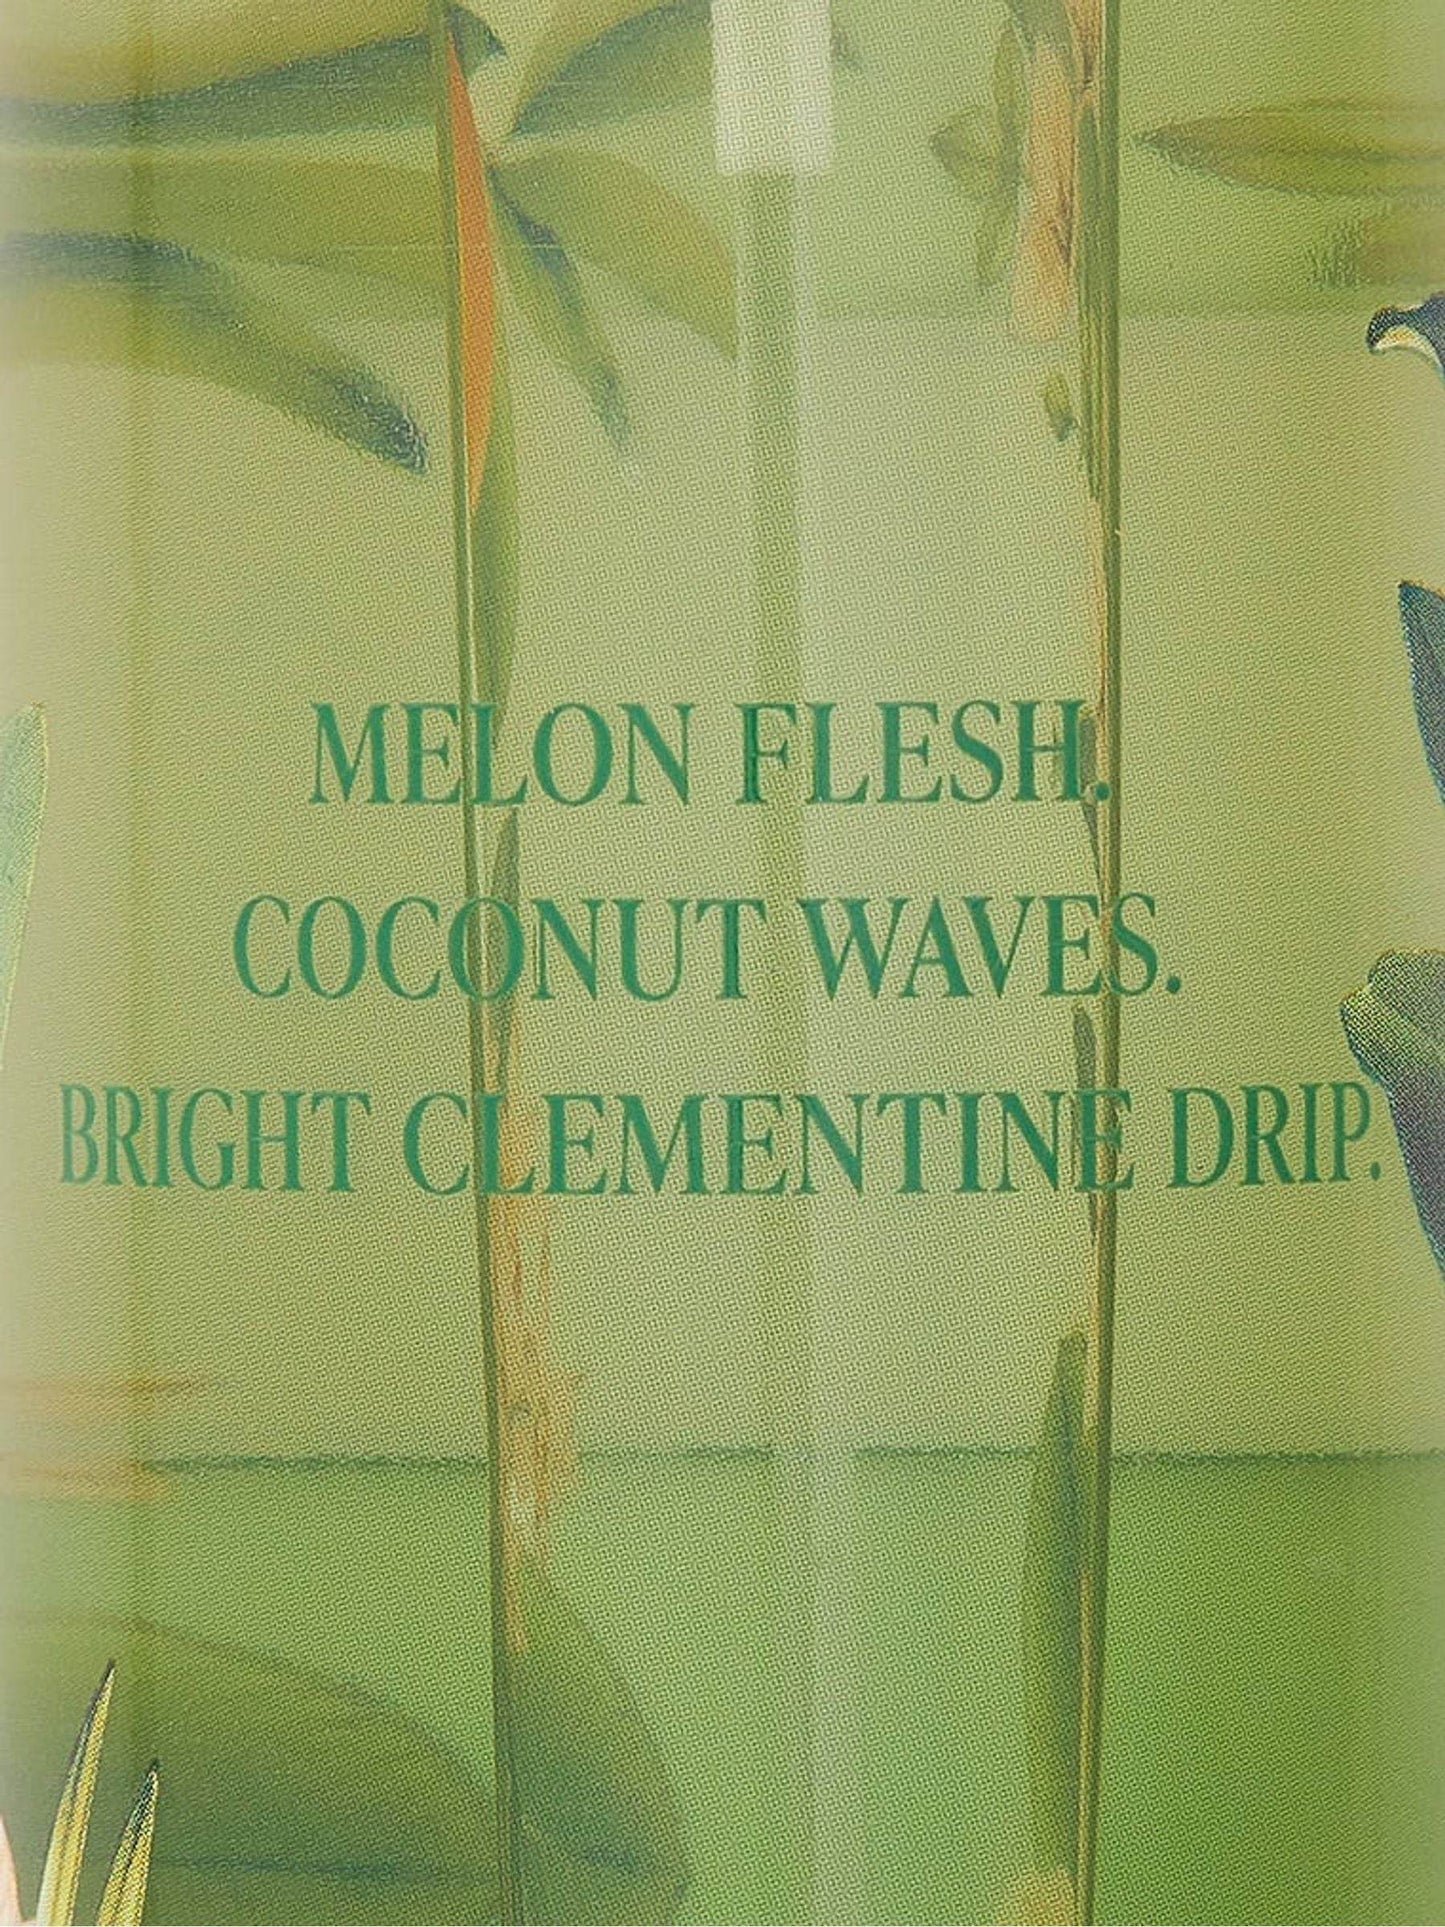 MELON FLESH.
COCONUT WAVES.
BRIGHT CLEMENTINE DRIP.